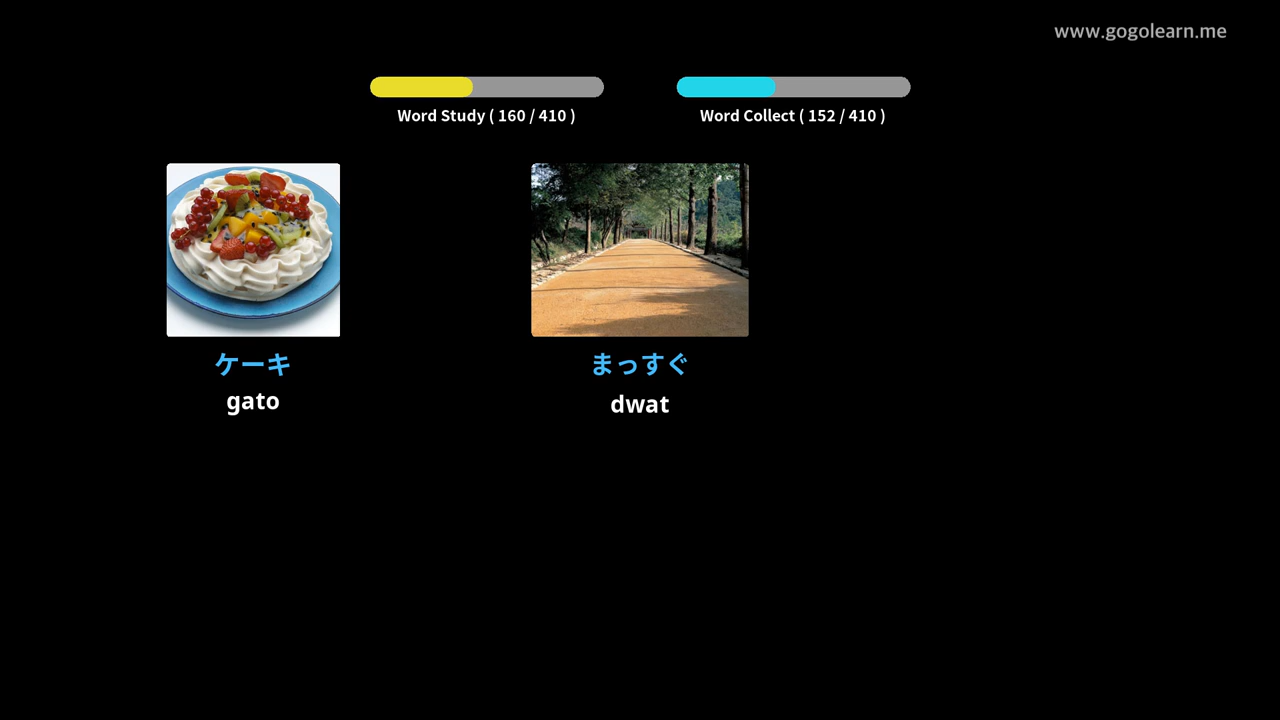 www.gogolearn.me
Word Study ( 160 / 410 )
Word Collect ( 152 / 410 )
ケーキ
gato
まっすぐ
dwat